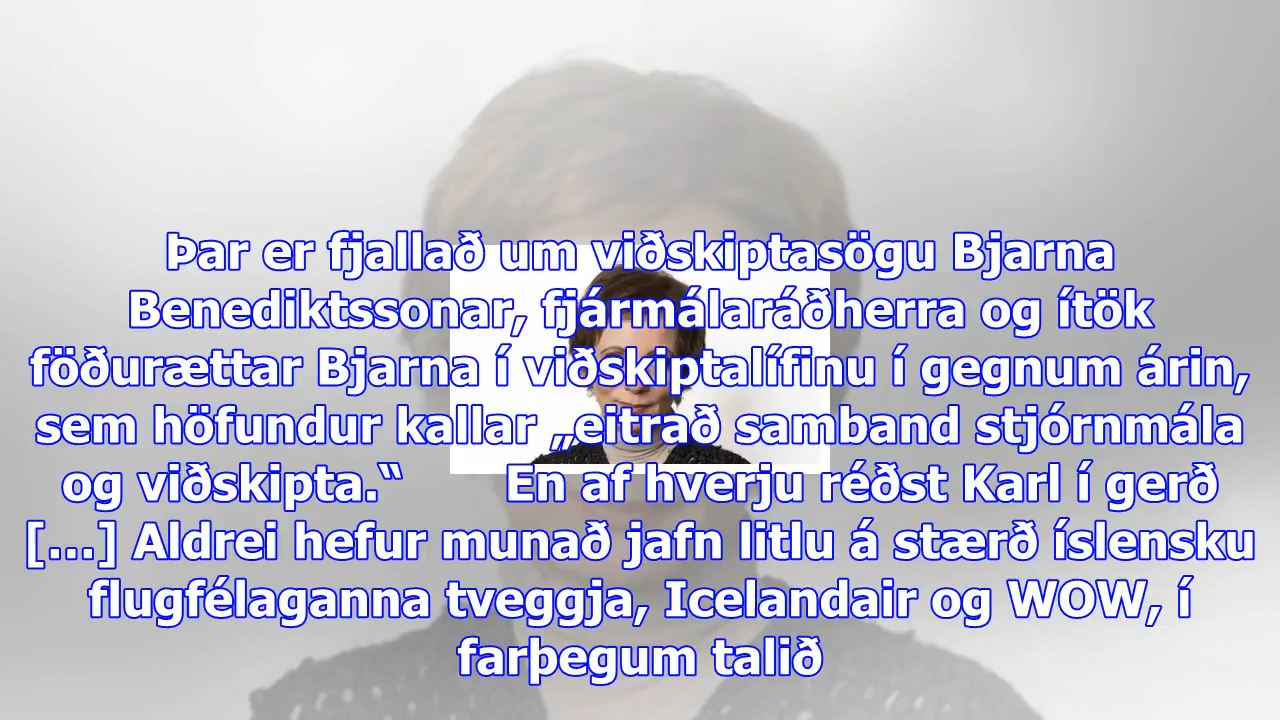 Þar er fjallað um viðskiptasögu Bjarna
Benediktssonar, fjármálaráðherra og ítök
föðurættar Bjarna í viðskiptalífinu í gegnum árin,
sem höfundur kallar „eitrað samband stjórnmála
og viðskipta.“ En af hverju réðst Karl í gerð
[…] Aldrei hefur munað jafn litlu á stærð íslensku
flugfélaganna tveggja, Icelandair og WOW, í
farþegum talið